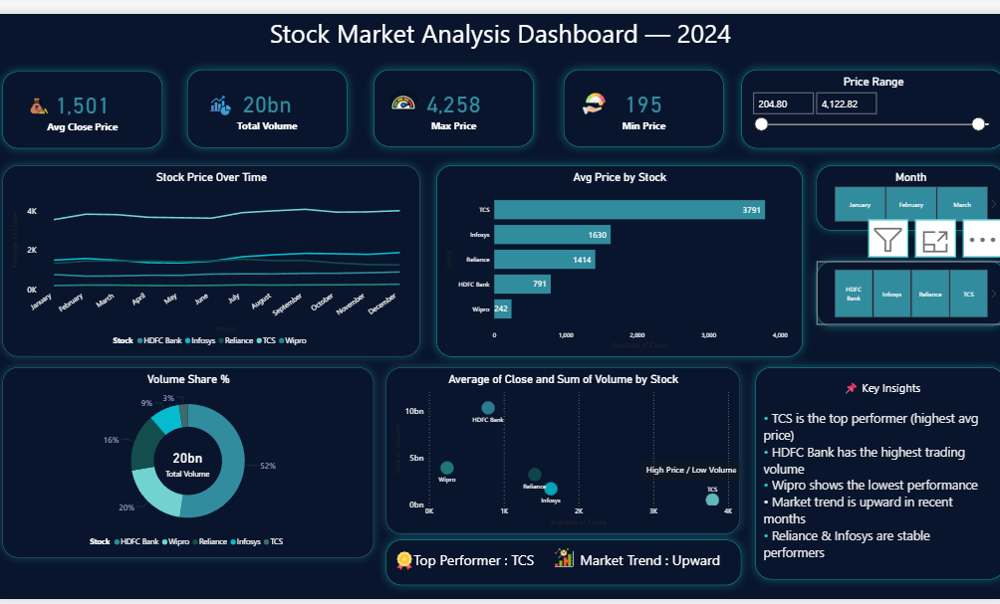 Stock Market Analysis Dashboard — 2024
1,501
Avg Close Price
20bn
Total Volume
4,258
Max Price
195
Min Price
Price Range
204.80
4,122.82
Stock Price Over Time
4K
2K
0K
January
February
March
April
May
June
July
August
September
October
November
December
Month
Stock HDFC Bank Infosys Reliance TCS Wipro
Avg Price by Stock
TCS
3791
Infosys
1630
Reliance
1414
HDFC Bank
791
Wipro
242
0
1,000
2,000
3,000
4,000
Average of Close
Month
January
February
March
HDFC
Bank
Infosys
Reliance
TCS
Volume Share %
3%
9%
16%
20%
52%
20bn
Total Volume
Stock HDFC Bank Wipro Reliance Infosys TCS
Average of Close and Sum of Volume by Stock
10bn
5bn
0bn
HDFC Bank
Wipro
Reliance
Infosys
High Price / Low Volume
TCS
0K
1K
2K
3K
4K
Average of Close
Top Performer : TCS
Market Trend : Upward
Key Insights
• TCS is the top performer (highest avg
price)
• HDFC Bank has the highest trading
volume
• Wipro shows the lowest performance
• Market trend is upward in recent
months
• Reliance & Infosys are stable
performers